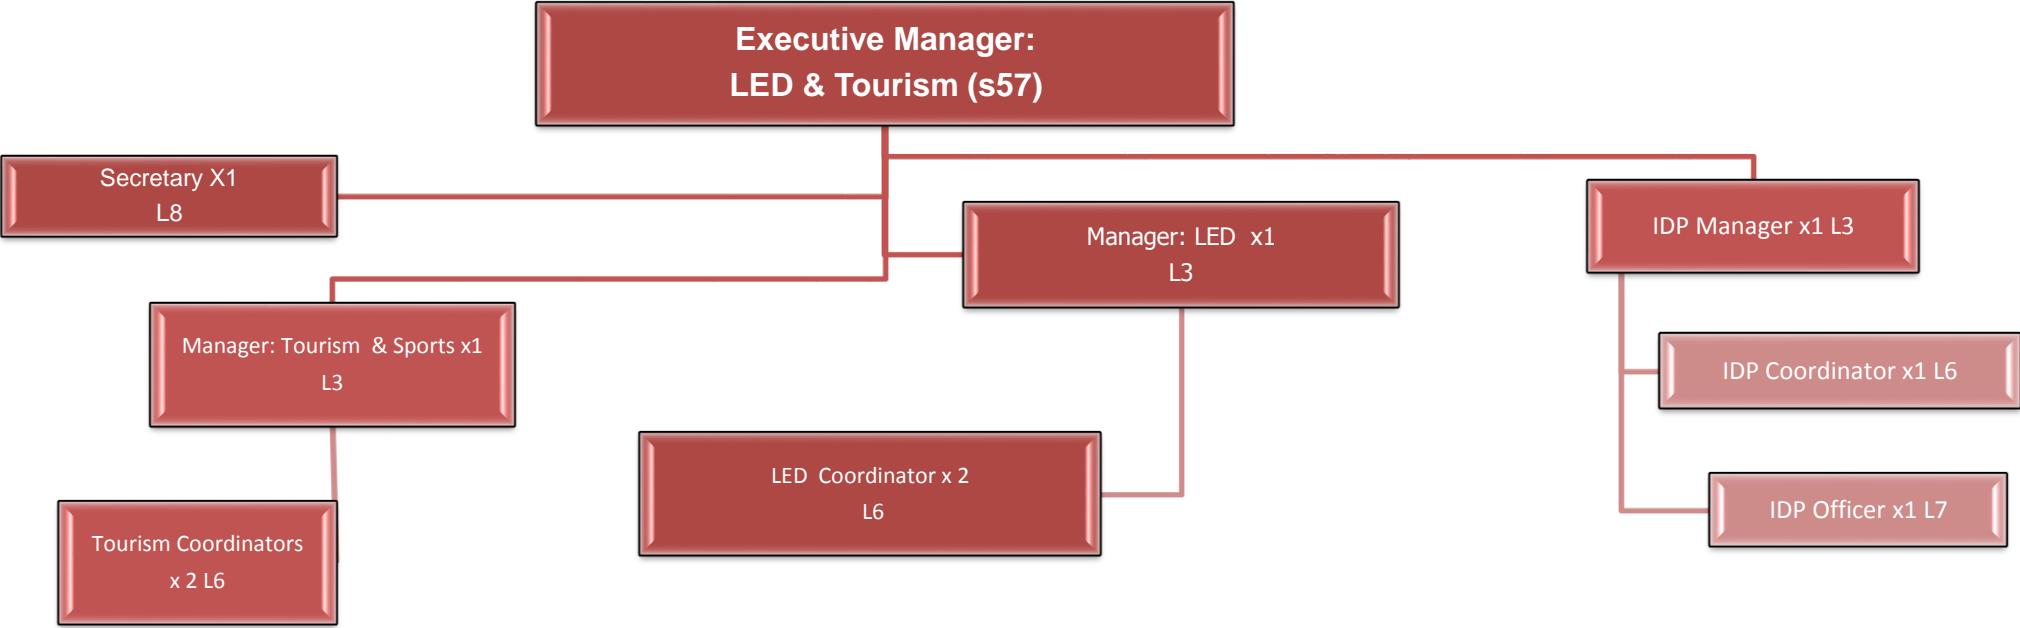 Executive Manager:
LED & Tourism (s57)
Secretary X1
L8
Manager: LED  x1
L3
IDP Manager x1 L3
Manager: Tourism  & Sports x1
L3
IDP Coordinator x1 L6
LED  Coordinator x 2
L6
IDP Officer x1 L7
Tourism Coordinators
x 2 L6